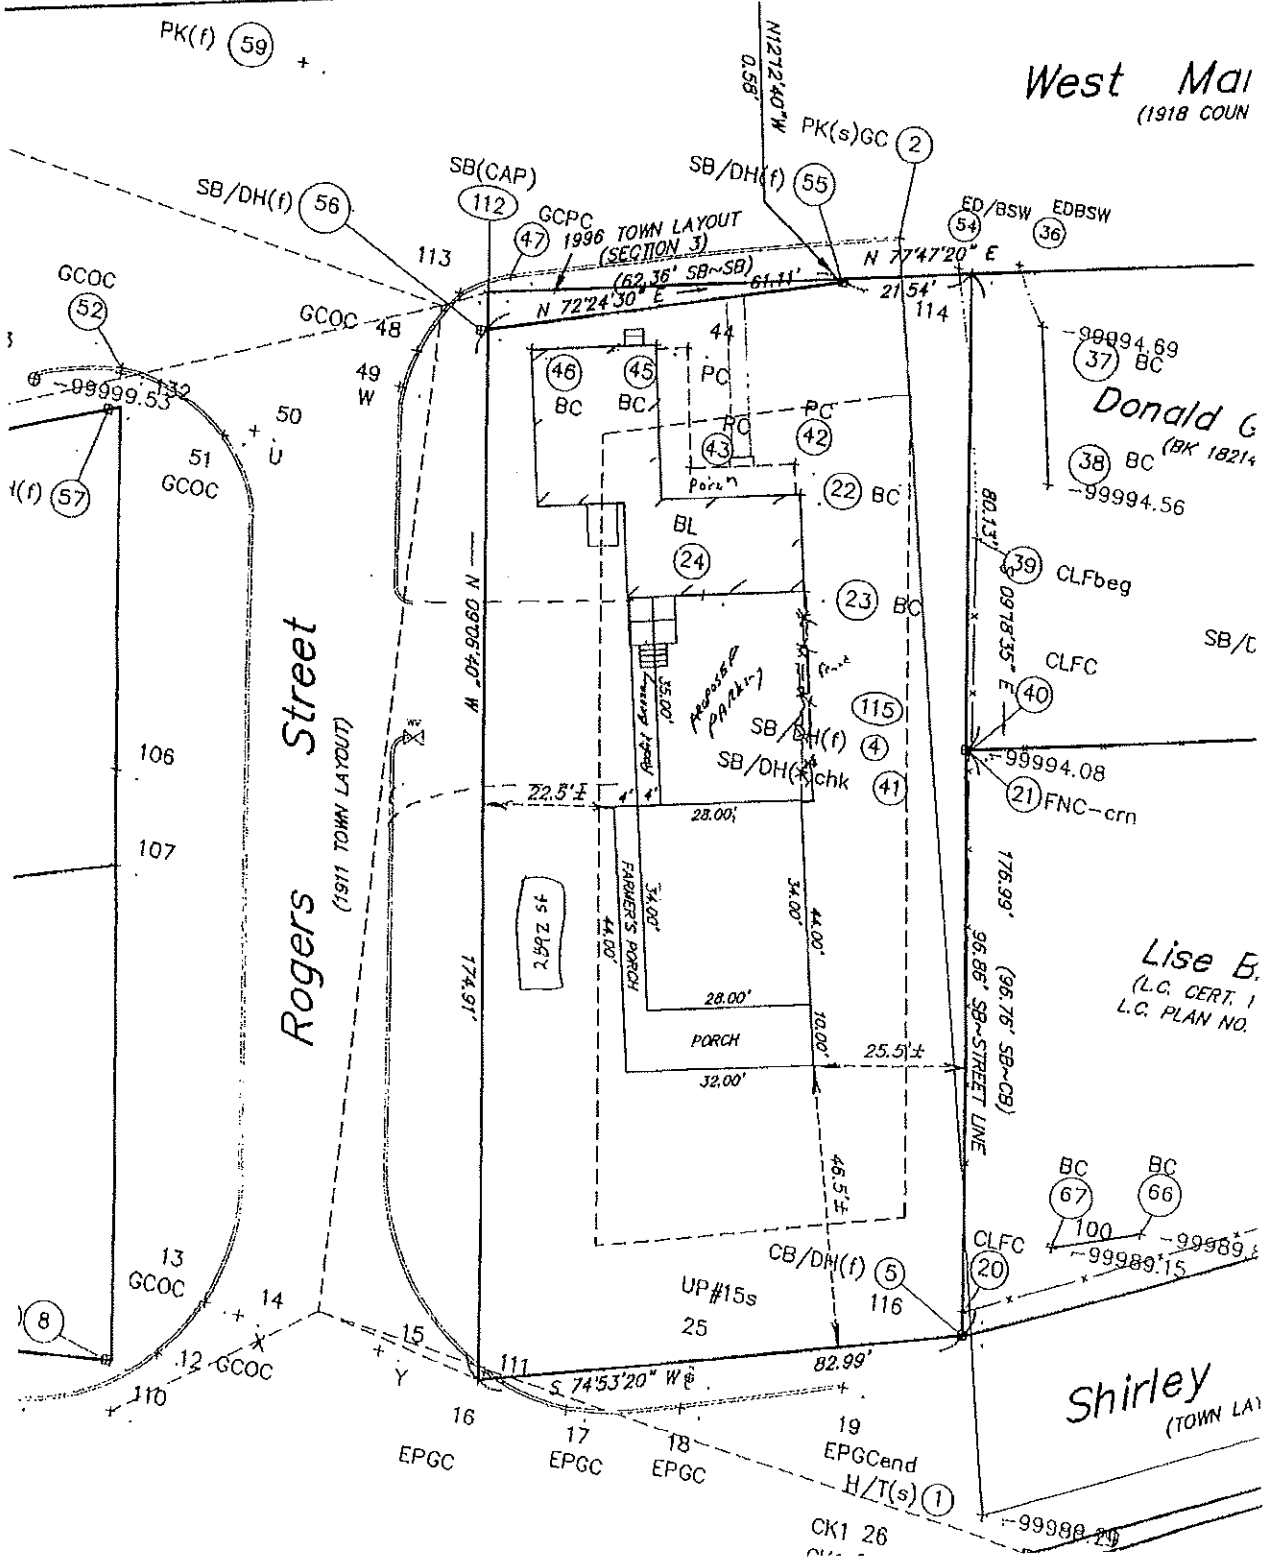 PK(f) 59
N12°12'40"W
0.58'
West Mai
(1918 COUN
PK(s)GC 2
SB/DH(f) 55
SB(CAP)
112
SB/DH(f) 56
GCPC
47
1996 TOWN LAYOUT
(SECTION 3)
(62.36' SB~SB)
61.11'
N 72°24'30" E
ED/BSW
54
EDBSW
36
N 77°47'20" E
21.54'
114
113
GCOC
52
GCOC 48
49
W
-99999.53
132
50
U
51
GCOC
(f) 57
44
46
BC
45
BC
PC
PC
43
PC
42
Porch
22 BC
BL
24
23 BC
-99994.69
37 BC
Donald G
(BK 18214
38 BC
-99994.56
80.13'
S 09°18'35" E
39 CLFbeg
SB/D
CLFC
40
N 09°06'40" W
Rogers Street
(1911 TOWN LAYOUT)
PROPOSED
PARKING
35.00'
115
SB/DH(f) 4
SB/DH( chk
41
-99994.08
21 FNC-crn
WV
106
107
22.5'±
4' 4'
28.00'
FARMER'S PORCH
34.00'
44.00'
34.00'
44.00'
174.91'
176.99'
96.86' SB~STREET LINE
(96.76' SB~CB)
Lise B.
(L.C. CERT. 1
L.C. PLAN NO.
28.00'
PORCH
10.00'
32.00'
25.5'±
46.5'±
BC
67
BC
66
100
-99989.15
-99989.8
CB/DH(f) 5
116
CLFC
20
UP#15s
25
82.99'
S 74°53'20" W
13
GCOC
14
X
12 GCOC
110
) 8
15
Y
111
16
EPGC
17
EPGC
18
EPGC
19
EPGCend
H/T(s) 1
Shirley
(TOWN LAY
-99988.29
CK1 26